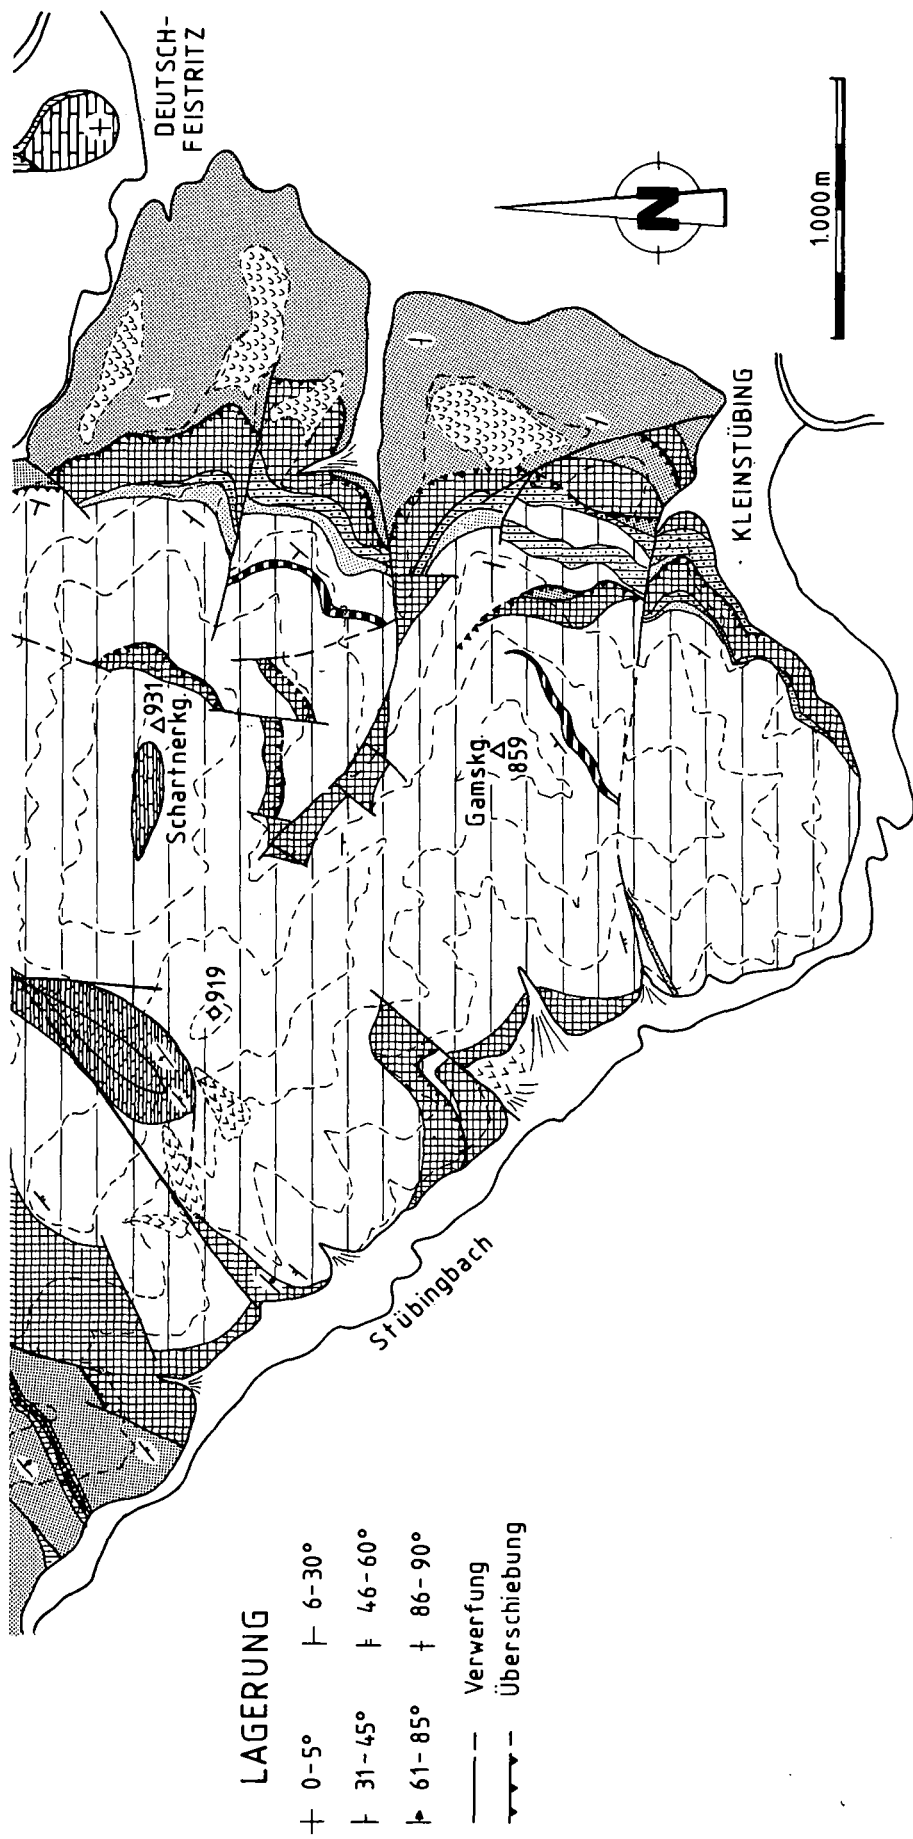 DEUTSCH-
FEISTRITZ
△ 931
Schartnerkg.
919
Gamskg.
△
859
N
1.000 m
KLEINSTÜBING
Stübingbach
LAGERUNG
0-5° 6-30°
31-45° 46-60°
61-85° 86-90°
Verwerfung
Überschiebung